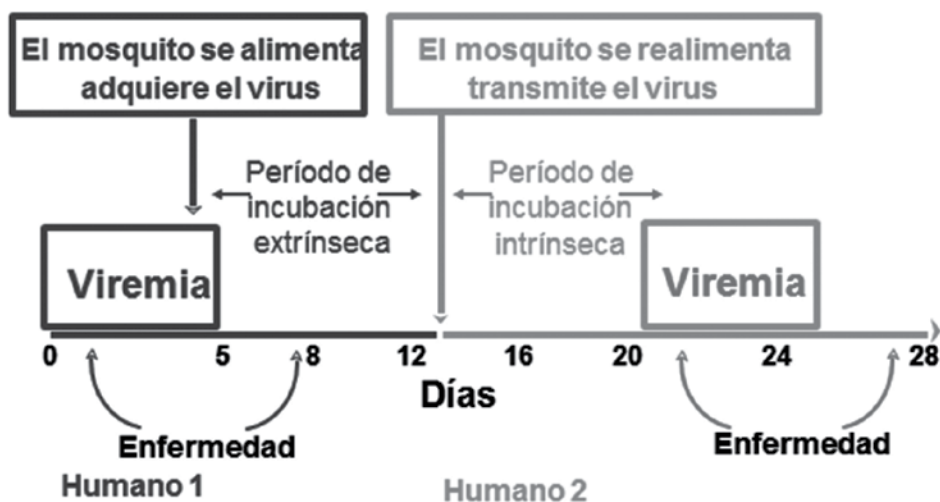 El mosquito se alimenta
adquiere el virus
El mosquito se realimenta
transmite el virus
Período de
incubación
extrínseca
Período de
incubación
intrínseca
Viremia
Viremia
0 5 8 12 16 20 24 28
Días
Enfermedad
Enfermedad
Humano 1
Humano 2